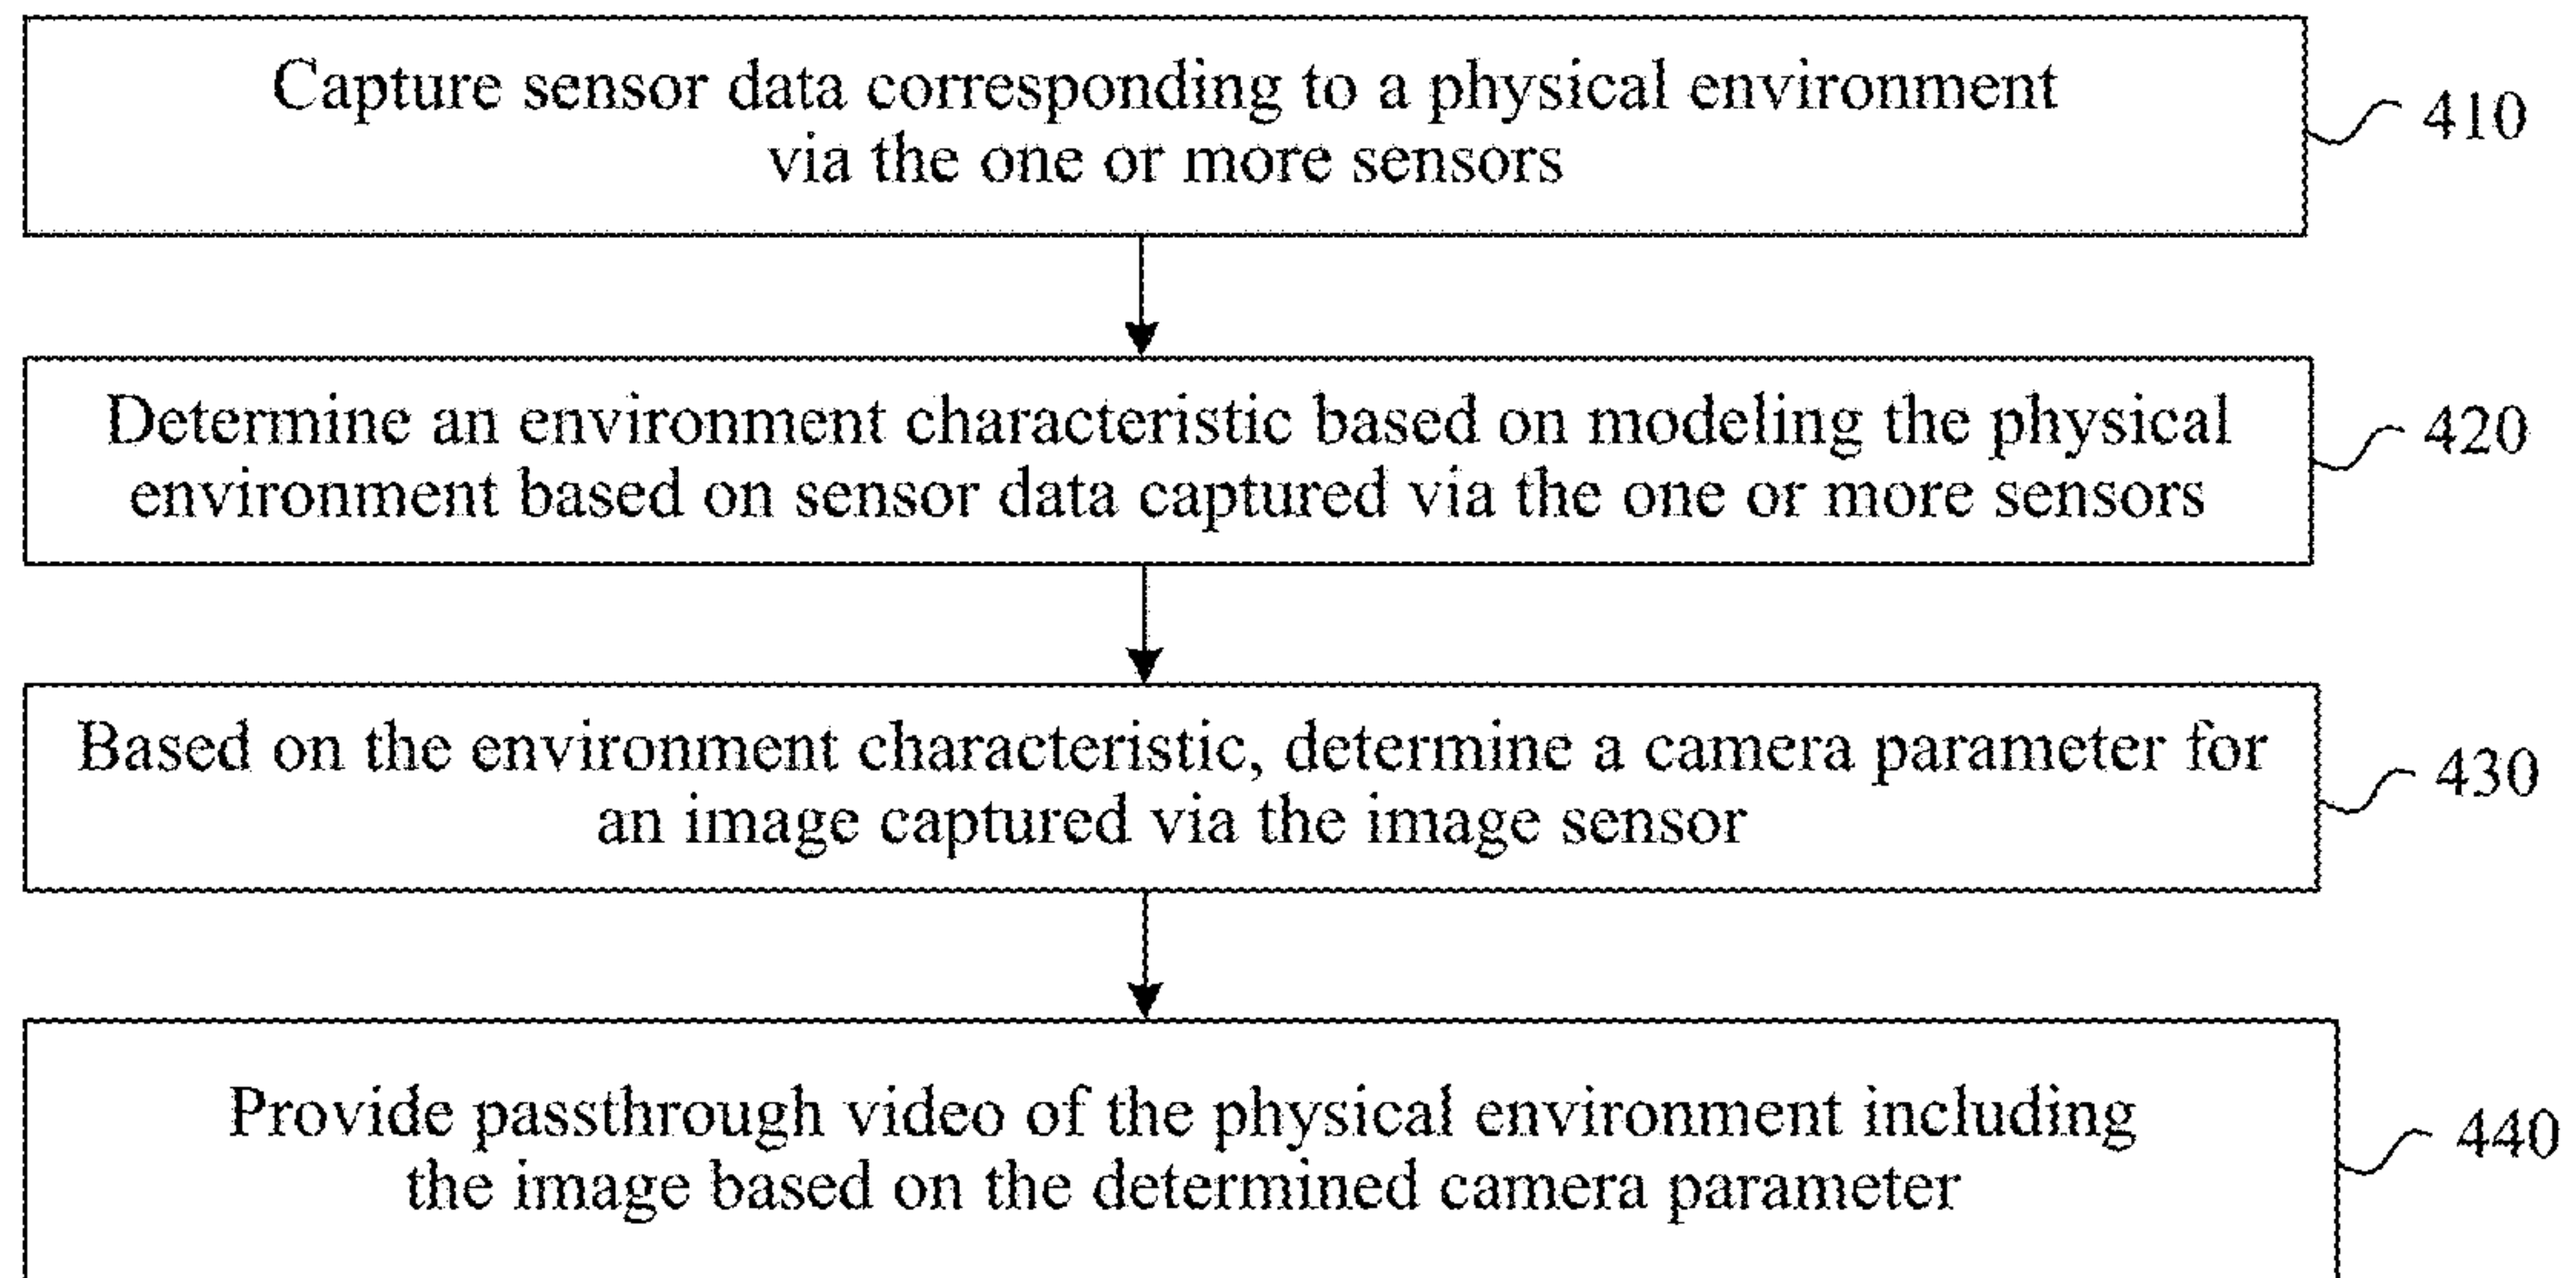 Capture sensor data corresponding to a physical environment
via the one or more sensors
410
Determine an environment characteristic based on modeling the physical
environment based on sensor data captured via the one or more sensors
420
Based on the environment characteristic, determine a camera parameter for
an image captured via the image sensor
430
Provide passthrough video of the physical environment including
the image based on the determined camera parameter
440